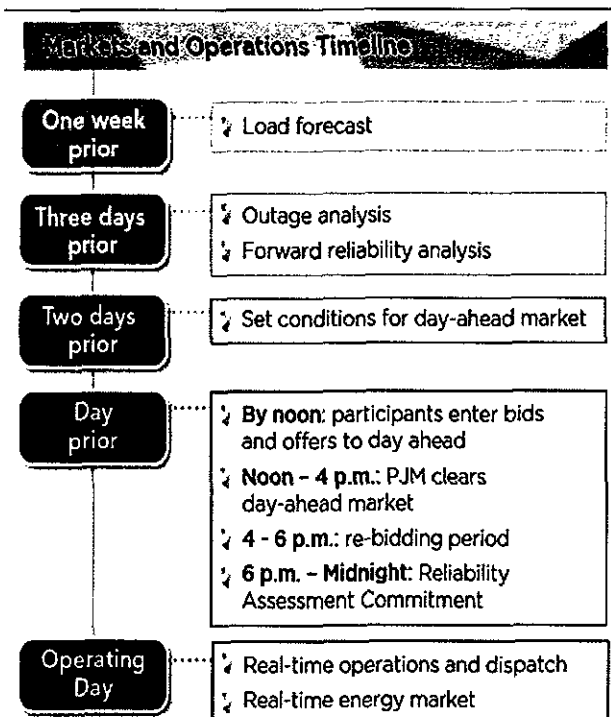 Markets and Operations Timeline
One week
prior
Load forecast
Three days
prior
Outage analysis
Forward reliability analysis
Two days
prior
Set conditions for day-ahead market
Day
prior
By noon: participants enter bids
and offers to day ahead
Noon – 4 p.m.: PJM clears
day-ahead market
4 - 6 p.m.: re-bidding period
6 p.m. – Midnight: Reliability
Assessment Commitment
Operating
Day
Real-time operations and dispatch
Real-time energy market